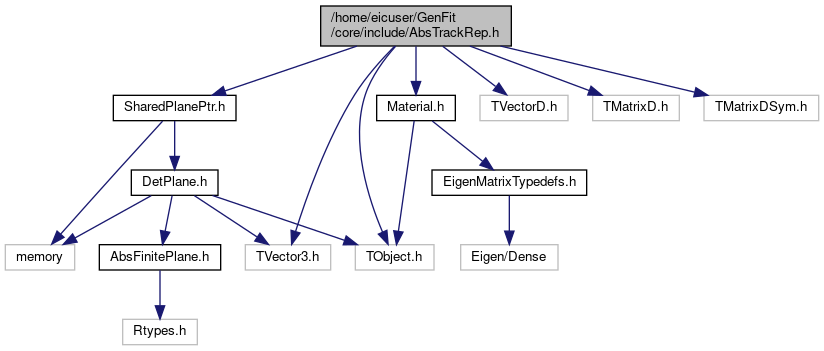 /home/eicuser/GenFit
/core/include/AbsTrackRep.h
SharedPlanePtr.h
Material.h
TVectorD.h
TMatrixD.h
TMatrixDSym.h
DetPlane.h
EigenMatrixTypedefs.h
memory
AbsFinitePlane.h
TVector3.h
TObject.h
Eigen/Dense
Rtypes.h